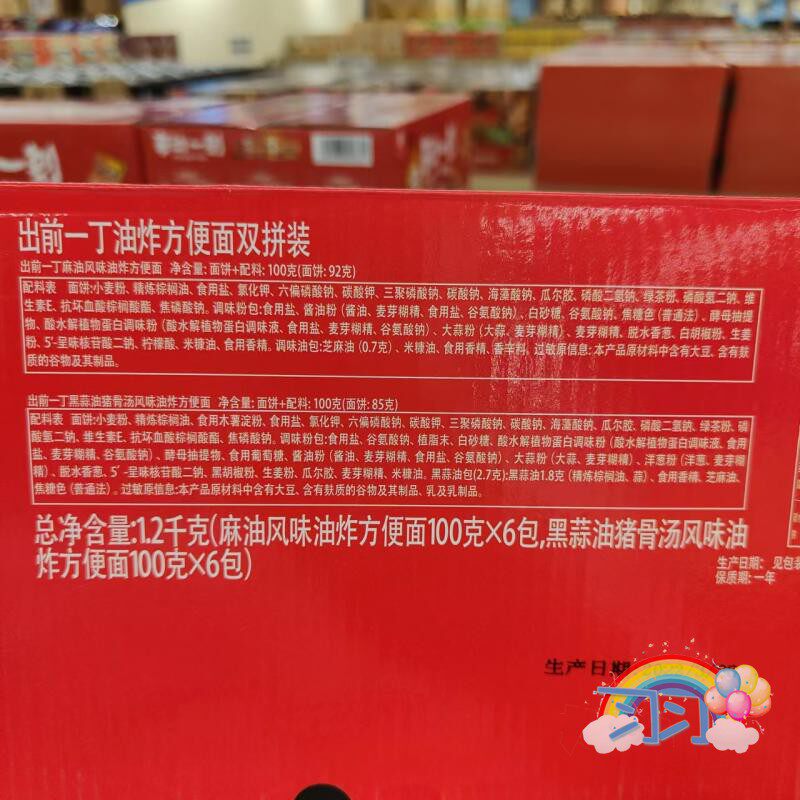 出前一丁油炸方便面双拼装
出前一丁麻油风味油炸方便面 净含量: 面饼+配料: 100克(面饼: 92克)
配料表 面饼:小麦粉、精炼棕榈油、食用盐、氯化钾、六偏磷酸钠、碳酸钾、三聚磷酸钠、碳酸钠、海藻酸钠、瓜尔胶、磷酸二氢钠、绿茶粉、磷酸氢二钠、维
生素E、抗坏血酸棕榈酸酯、焦磷酸钠。调味粉包:食用盐、酱油粉(酱油、麦芽糊精、食用盐、谷氨酸钠)、白砂糖、谷氨酸钠、焦糖色(普通法)、酵母抽提
物、酸水解植物蛋白调味粉(酸水解植物蛋白调味液、食用盐、麦芽糊精、谷氨酸钠)、大蒜粉(大蒜、麦芽糊精)、麦芽糊精、脱水香葱、白胡椒粉、生姜
粉、5′-呈味核苷酸二钠、柠檬酸、米糠油、食用香精。调味油包:芝麻油(0.7克)、米糠油、食用香精、香辛料。过敏原信息:本产品原材料中含有大豆、含有麸
质的谷物及其制品。
出前一丁黑蒜油猪骨汤风味油炸方便面 净含量: 面饼+配料: 100克(面饼: 85克)
配料表 面饼:小麦粉、精炼棕榈油、食用木薯淀粉、食用盐、氯化钾、六偏磷酸钠、碳酸钾、三聚磷酸钠、碳酸钠、海藻酸钠、瓜尔胶、磷酸二氢钠、绿茶粉、磷
酸氢二钠、维生素E、抗坏血酸棕榈酸酯、焦磷酸钠。调味粉包:食用盐、谷氨酸钠、植脂末、白砂糖、酸水解植物蛋白调味粉(酸水解植物蛋白调味液、食用
盐、麦芽糊精、谷氨酸钠)、酵母抽提物、食用葡萄糖、酱油粉(酱油、麦芽糊精、食用盐、谷氨酸钠)、大蒜粉(大蒜、麦芽糊精)、洋葱粉(洋葱、麦芽糊
精)、脱水香葱、5′-呈味核苷酸二钠、黑胡椒粉、生姜粉、瓜尔胶、麦芽糊精、米糠油。黑蒜油包(2.7克):黑蒜油1.8克(精炼棕榈油、蒜)、食用香精、芝麻油、
焦糖色(普通法)。过敏原信息:本产品原材料中含有大豆、含有麸质的谷物及其制品、乳及乳制品。
总净含量:1.2千克(麻油风味油炸方便面100克×6包,黑蒜油猪骨汤风味油
炸方便面100克×6包)
生产日期: 见包装
保质期: 一年
生产日期